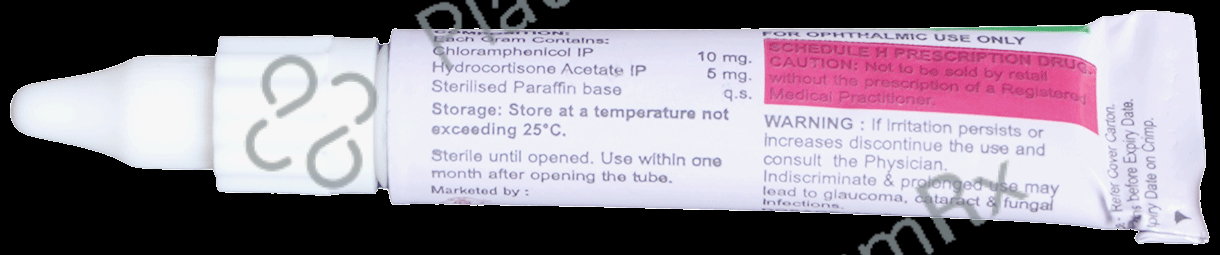 COMPOSITION:
Each Gram Contains:
Chloramphenicol IP 10 mg.
Hydrocortisone Acetate IP 5 mg.
Sterilised Paraffin base q.s.
Storage: Store at a temperature not
exceeding 25°C.
Sterile until opened. Use within one
month after opening the tube.
Marketed by :
FOR OPHTHALMIC USE ONLY
SCHEDULE H PRESCRIPTION DRUG.
CAUTION: Not to be sold by retail
without the prescription of a Registered
Medical Practitioner.
WARNING : If Irritation persists or
Increases discontinue the use and
consult the Physician.
Indiscriminate & prolonged use may
lead to glaucoma, cataract & fungal
Infections.
Refer Cover Carton.
before Expiry Date.
Expiry Date on Crimp.